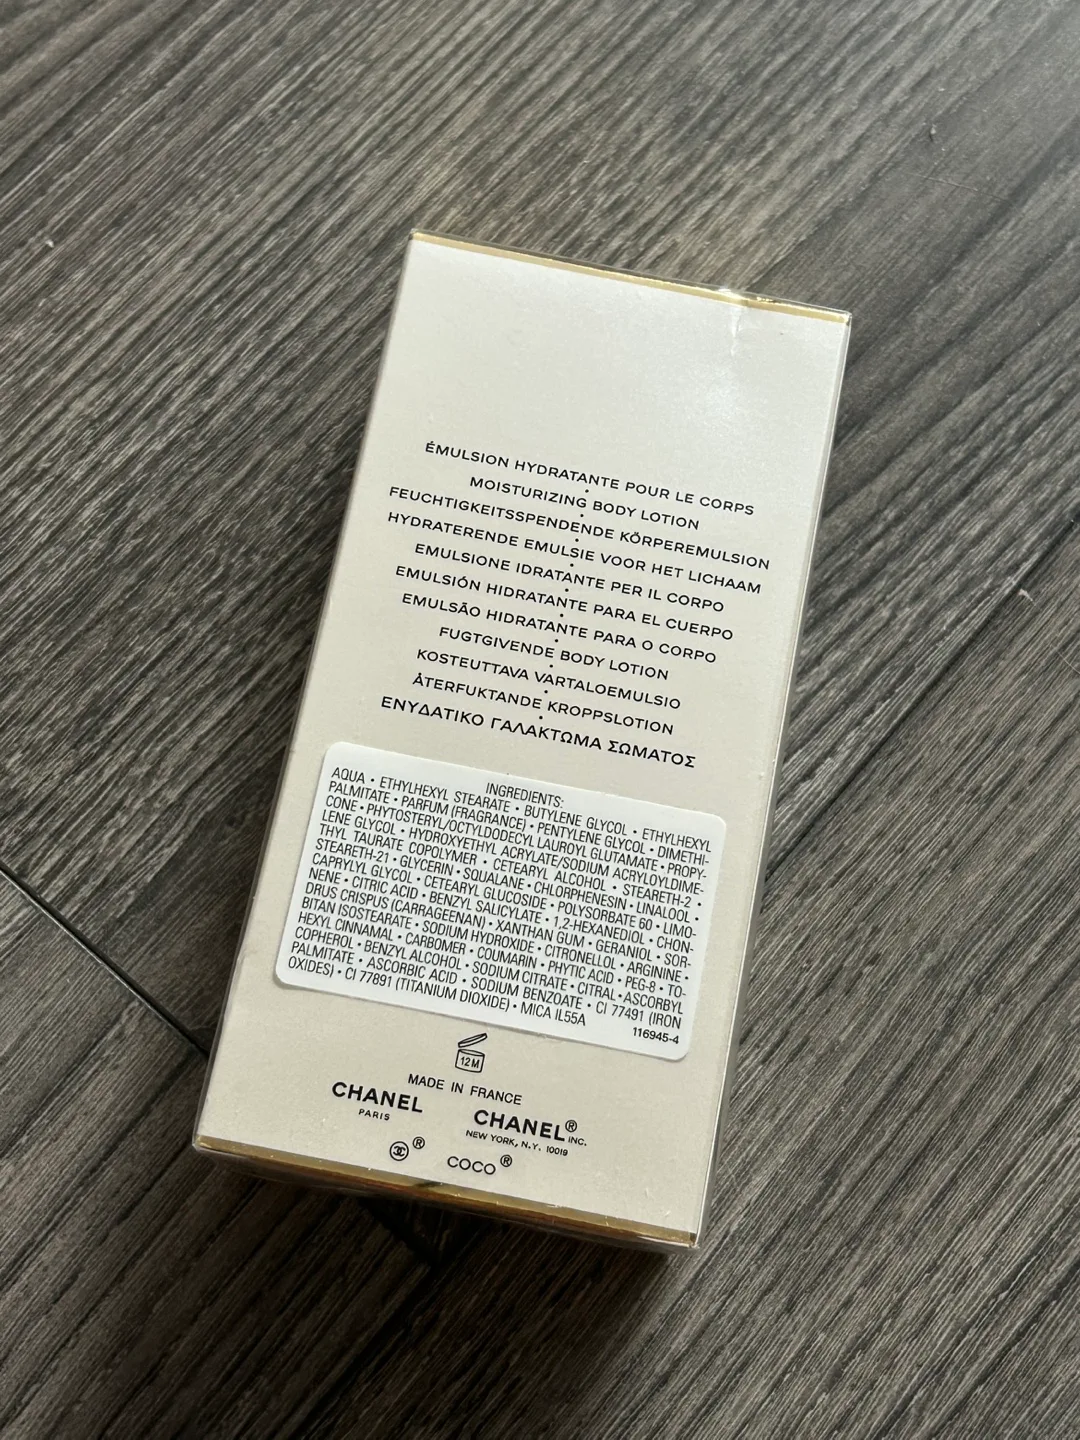 ÉMULSION HYDRATANTE POUR LE CORPS
•
MOISTURIZING BODY LOTION
•
FEUCHTIGKEITSSPENDENDE KÖRPEREMULSION
•
HYDRATERENDE EMULSIE VOOR HET LICHAAM
•
EMULSIONE IDRATANTE PER IL CORPO
•
EMULSIÓN HIDRATANTE PARA EL CUERPO
•
EMULSÃO HIDRATANTE PARA O CORPO
•
FUGTGIVENDE BODY LOTION
•
KOSTEUTTAVA VARTALOEMULSIO
•
ÅTERFUKTANDE KROPPSLOTION
•
ΕΝΥΔΑΤΙΚΟ ΓΑΛΑΚΤΩΜΑ ΣΩΜΑΤΟΣ
INGREDIENTS:
AQUA • ETHYLHEXYL STEARATE • BUTYLENE GLYCOL • ETHYLHEXYL
PALMITATE • PARFUM (FRAGRANCE) • PENTYLENE GLYCOL • DIMETHI-
CONE • PHYTOSTERYL/OCTYLDODECYL LAUROYL GLUTAMATE • PROPY-
LENE GLYCOL • HYDROXYETHYL ACRYLATE/SODIUM ACRYLOYLDIME-
THYL TAURATE COPOLYMER • CETEARYL ALCOHOL • STEARETH-2 •
STEARETH-21 • GLYCERIN • SQUALANE • CHLORPHENESIN • LINALOOL •
CAPRYLYL GLYCOL • CETEARYL GLUCOSIDE • POLYSORBATE 60 • LIMO-
NENE • CITRIC ACID • BENZYL SALICYLATE • 1,2-HEXANEDIOL • CHON-
DRUS CRISPUS (CARRAGEENAN) • XANTHAN GUM • GERANIOL • SOR-
BITAN ISOSTEARATE • SODIUM HYDROXIDE • CITRONELLOL • ARGININE •
HEXYL CINNAMAL • CARBOMER • COUMARIN • PHYTIC ACID • PEG-8 • TO-
COPHEROL • BENZYL ALCOHOL • SODIUM CITRATE • CITRAL • ASCORBYL
PALMITATE • ASCORBIC ACID • SODIUM BENZOATE • CI 77491 (IRON
OXIDES) • CI 77891 (TITANIUM DIOXIDE) • MICA IL55A
116945-4
12M
MADE IN FRANCE
CHANEL
PARIS
CHANEL® INC.
NEW YORK, N.Y. 10019
®
COCO®